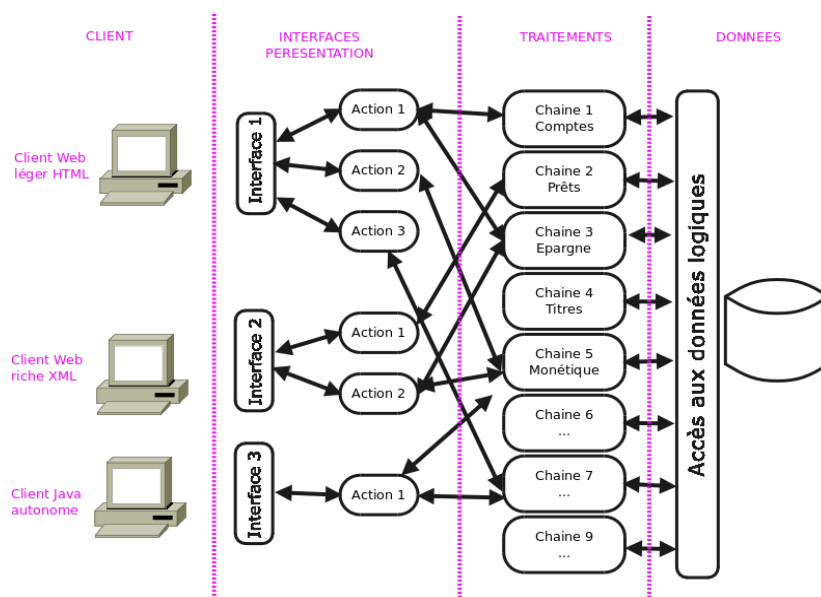 CLIENT
INTERFACES
PERESENTATION
TRAITEMENTS
DONNEES
Client Web
léger HTML
Interface 1
Action 1
Action 2
Action 3
Chaine 1
Comptes
Chaine 2
Prêts
Chaine 3
Epargne
Chaine 4
Titres
Accès aux données logiques
Client Web
riche XML
Interface 2
Action 1
Action 2
Chaine 5
Monétique
Chaine 6
...
Client Java
autonome
Interface 3
Action 1
Chaine 7
...
Chaine 9
...